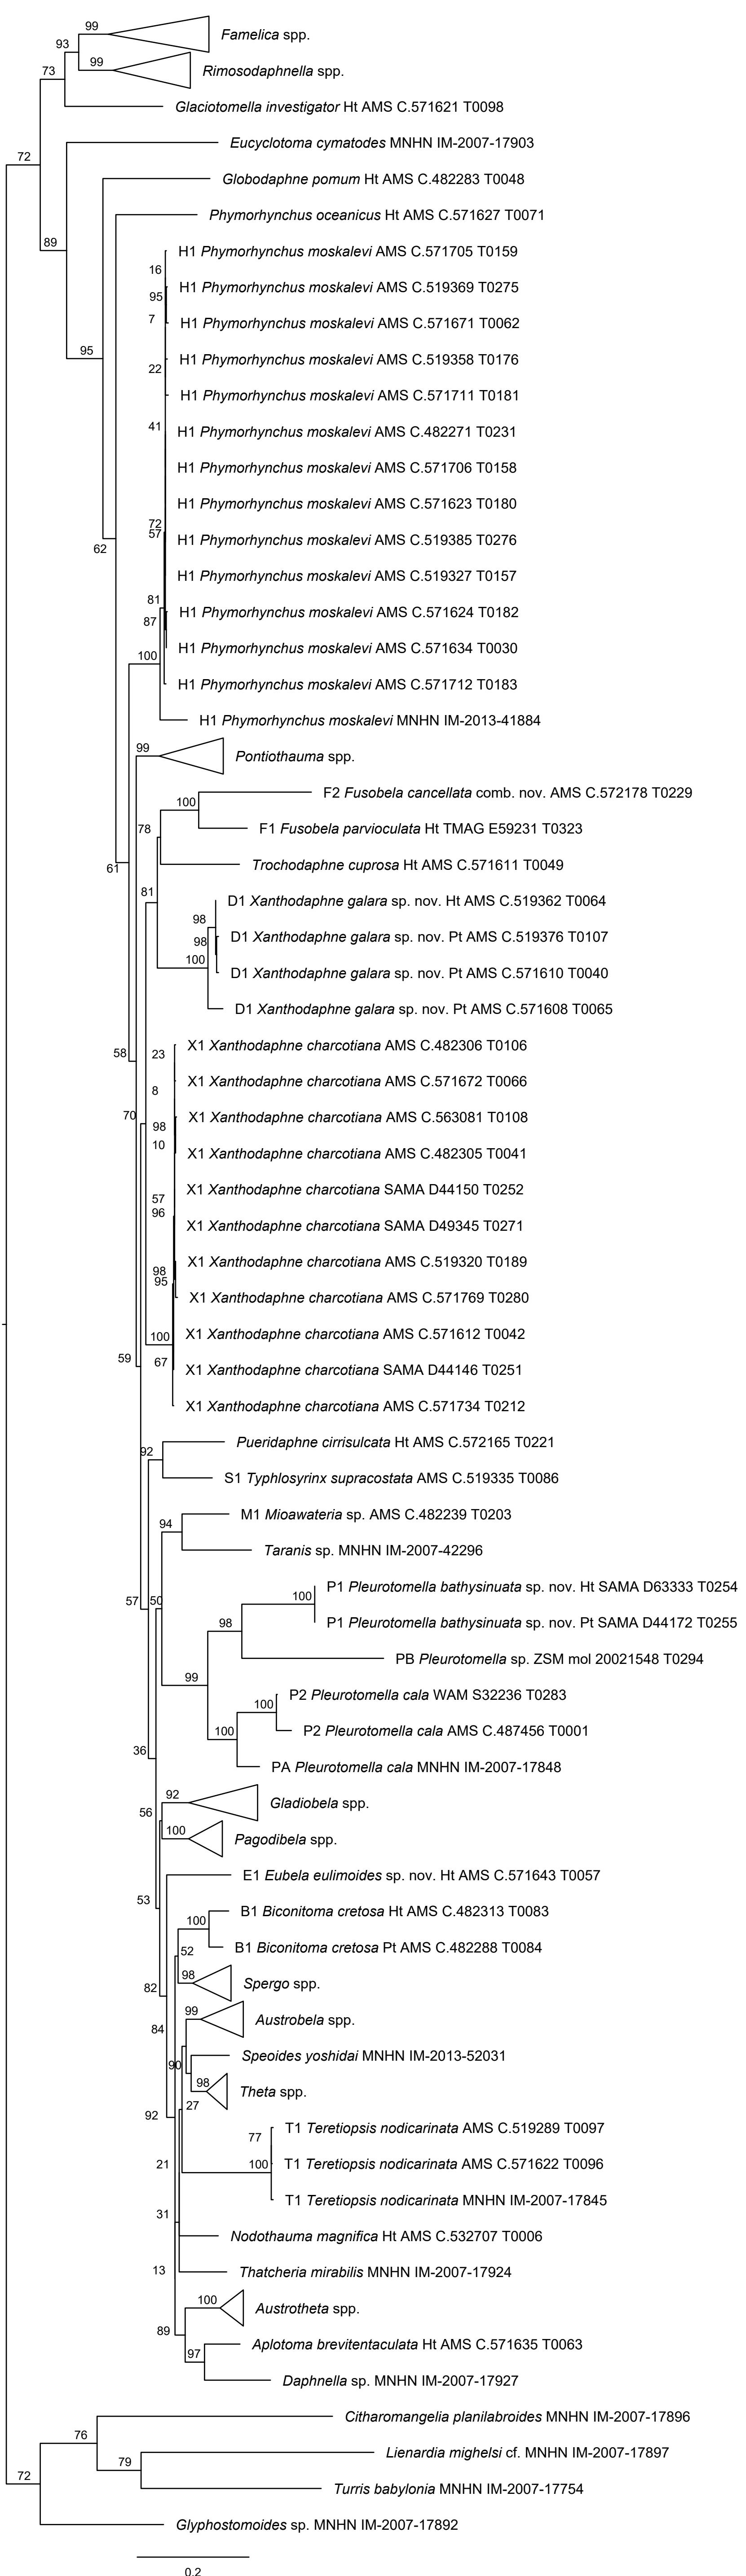 99
Famelica spp.
93
99
Rimosodaphnella spp.
73
Glaciotomella investigator Ht AMS C.571621 T0098
Eucyclotoma cymatodes MNHN IM-2007-17903
72
Globodaphne pomum Ht AMS C.482283 T0048
Phymorhynchus oceanicus Ht AMS C.571627 T0071
89
H1 Phymorhynchus moskalevi AMS C.571705 T0159
16
H1 Phymorhynchus moskalevi AMS C.519369 T0275
95
7
H1 Phymorhynchus moskalevi AMS C.571671 T0062
95
H1 Phymorhynchus moskalevi AMS C.519358 T0176
22
H1 Phymorhynchus moskalevi AMS C.571711 T0181
41
H1 Phymorhynchus moskalevi AMS C.482271 T0231
H1 Phymorhynchus moskalevi AMS C.571706 T0158
H1 Phymorhynchus moskalevi AMS C.571623 T0180
72
57
H1 Phymorhynchus moskalevi AMS C.519385 T0276
62
H1 Phymorhynchus moskalevi AMS C.519327 T0157
81
H1 Phymorhynchus moskalevi AMS C.571624 T0182
87
H1 Phymorhynchus moskalevi AMS C.571634 T0030
100
H1 Phymorhynchus moskalevi AMS C.571712 T0183
H1 Phymorhynchus moskalevi MNHN IM-2013-41884
99
Pontiothauma spp.
F2 Fusobela cancellata comb. nov. AMS C.572178 T0229
100
78
F1 Fusobela parvioculata Ht TMAG E59231 T0323
61
Trochodaphne cuprosa Ht AMS C.571611 T0049
81
D1 Xanthodaphne galara sp. nov. Ht AMS C.519362 T0064
98
D1 Xanthodaphne galara sp. nov. Pt AMS C.519376 T0107
98
100
D1 Xanthodaphne galara sp. nov. Pt AMS C.571610 T0040
D1 Xanthodaphne galara sp. nov. Pt AMS C.571608 T0065
X1 Xanthodaphne charcotiana AMS C.482306 T0106
58
23
X1 Xanthodaphne charcotiana AMS C.571672 T0066
8
70
X1 Xanthodaphne charcotiana AMS C.563081 T0108
98
10
X1 Xanthodaphne charcotiana AMS C.482305 T0041
X1 Xanthodaphne charcotiana SAMA D44150 T0252
57
96
X1 Xanthodaphne charcotiana SAMA D49345 T0271
X1 Xanthodaphne charcotiana AMS C.519320 T0189
98
95
X1 Xanthodaphne charcotiana AMS C.571769 T0280
100
X1 Xanthodaphne charcotiana AMS C.571612 T0042
59
67
X1 Xanthodaphne charcotiana SAMA D44146 T0251
X1 Xanthodaphne charcotiana AMS C.571734 T0212
Pueridaphne cirrisulcata Ht AMS C.572165 T0221
92
S1 Typhlosyrinx supracostata AMS C.519335 T0086
M1 Mioawateria sp. AMS C.482239 T0203
94
Taranis sp. MNHN IM-2007-42296
P1 Pleurotomella bathysinuata sp. nov. Ht SAMA D63333 T0254
100
57
50
P1 Pleurotomella bathysinuata sp. nov. Pt SAMA D44172 T0255
98
PB Pleurotomella sp. ZSM mol 20021548 T0294
99
P2 Pleurotomella cala WAM S32236 T0283
100
P2 Pleurotomella cala AMS C.487456 T0001
100
36
PA Pleurotomella cala MNHN IM-2007-17848
92
Gladiobela spp.
56
100
Pagodibela spp.
E1 Eubela eulimoides sp. nov. Ht AMS C.571643 T0057
53
B1 Biconitoma cretosa Ht AMS C.482313 T0083
100
B1 Biconitoma cretosa Pt AMS C.482288 T0084
52
98
Spergo spp.
82
99
Austrobela spp.
84
Speoides yoshidai MNHN IM-2013-52031
90
98
Theta spp.
27
92
T1 Teretiopsis nodicarinata AMS C.519289 T0097
77
T1 Teretiopsis nodicarinata AMS C.571622 T0096
21
100
T1 Teretiopsis nodicarinata MNHN IM-2007-17845
31
Nodothauma magnifica Ht AMS C.532707 T0006
13
Thatcheria mirabilis MNHN IM-2007-17924
100
Austrotheta spp.
89
Aplotoma brevitentaculata Ht AMS C.571635 T0063
97
Daphnella sp. MNHN IM-2007-17927
Citharomangelia planilabroides MNHN IM-2007-17896
76
Lienardia mighelsi cf. MNHN IM-2007-17897
79
72
Turris babylonia MNHN IM-2007-17754
Glyphostomoides sp. MNHN IM-2007-17892
0.2